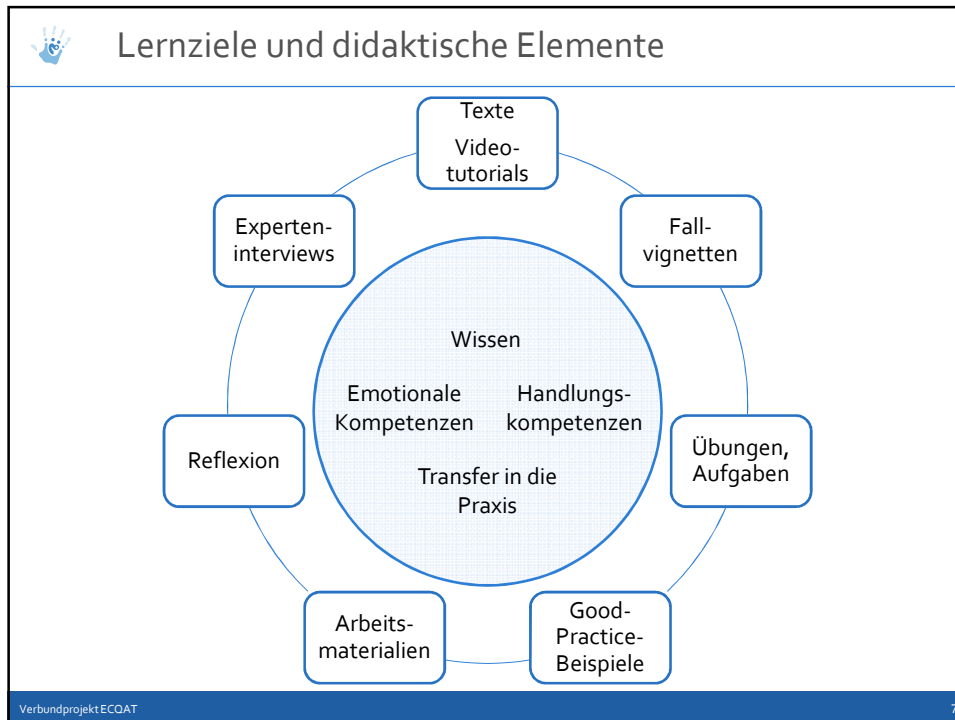 Lernziele und didaktische Elemente
Texte
Video-
tutorials
Experten-
interviews
Fall-
vignetten
Wissen
Emotionale
Kompetenzen
Handlungs-
kompetenzen
Reflexion
Übungen,
Aufgaben
Transfer in die
Praxis
Arbeits-
materialien
Good-
Practice-
Beispiele
Verbundprojekt ECQAT
7